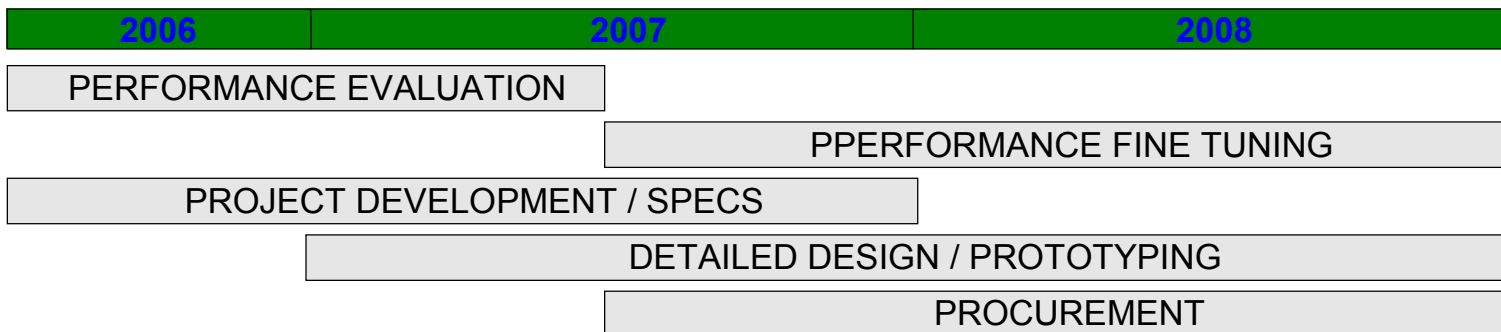 2006 2007 2008
PERFORMANCE EVALUATION
PPERFORMANCE FINE TUNING
PROJECT DEVELOPMENT / SPECS
DETAILED DESIGN / PROTOTYPING
PROCUREMENT